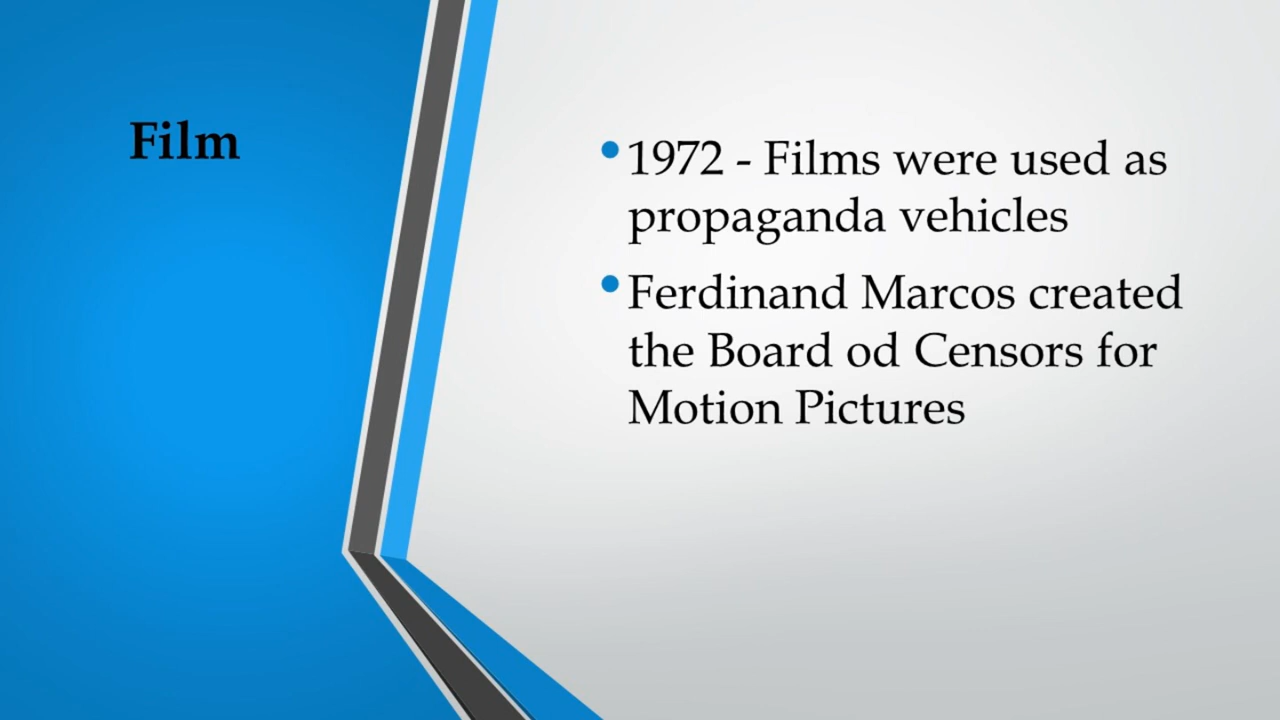 Film
• 1972 - Films were used as
propaganda vehicles
• Ferdinand Marcos created
the Board od Censors for
Motion Pictures